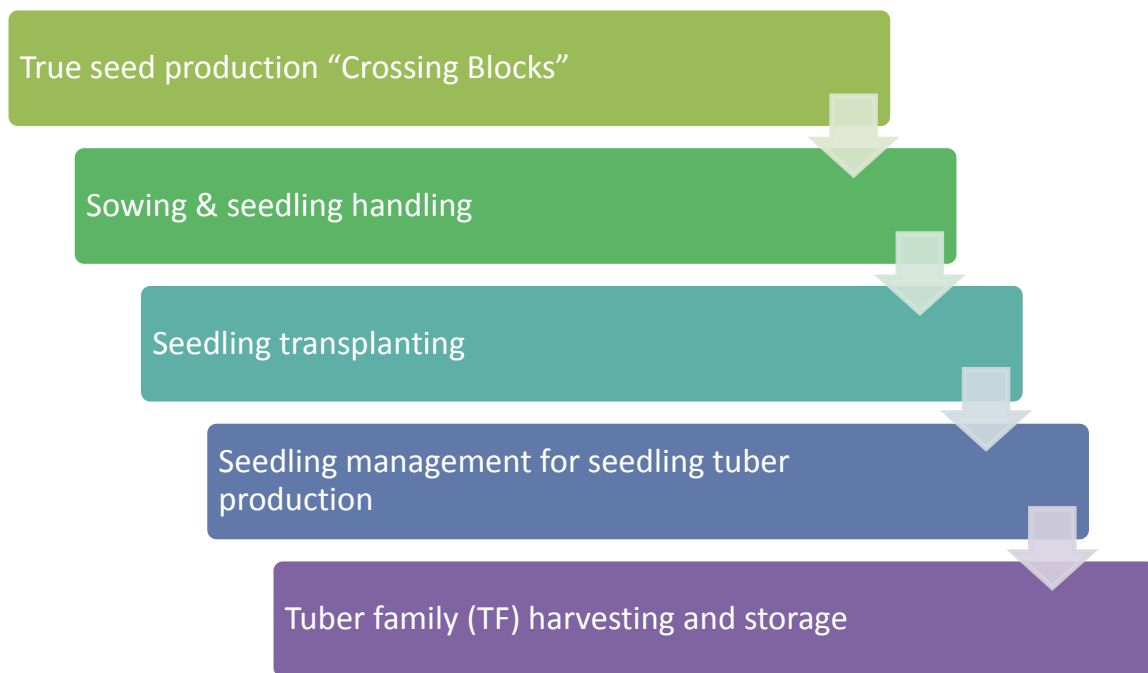 True seed production “Crossing Blocks”
Sowing & seedling handling
Seedling transplanting
Seedling management for seedling tuber
production
Tuber family (TF) harvesting and storage